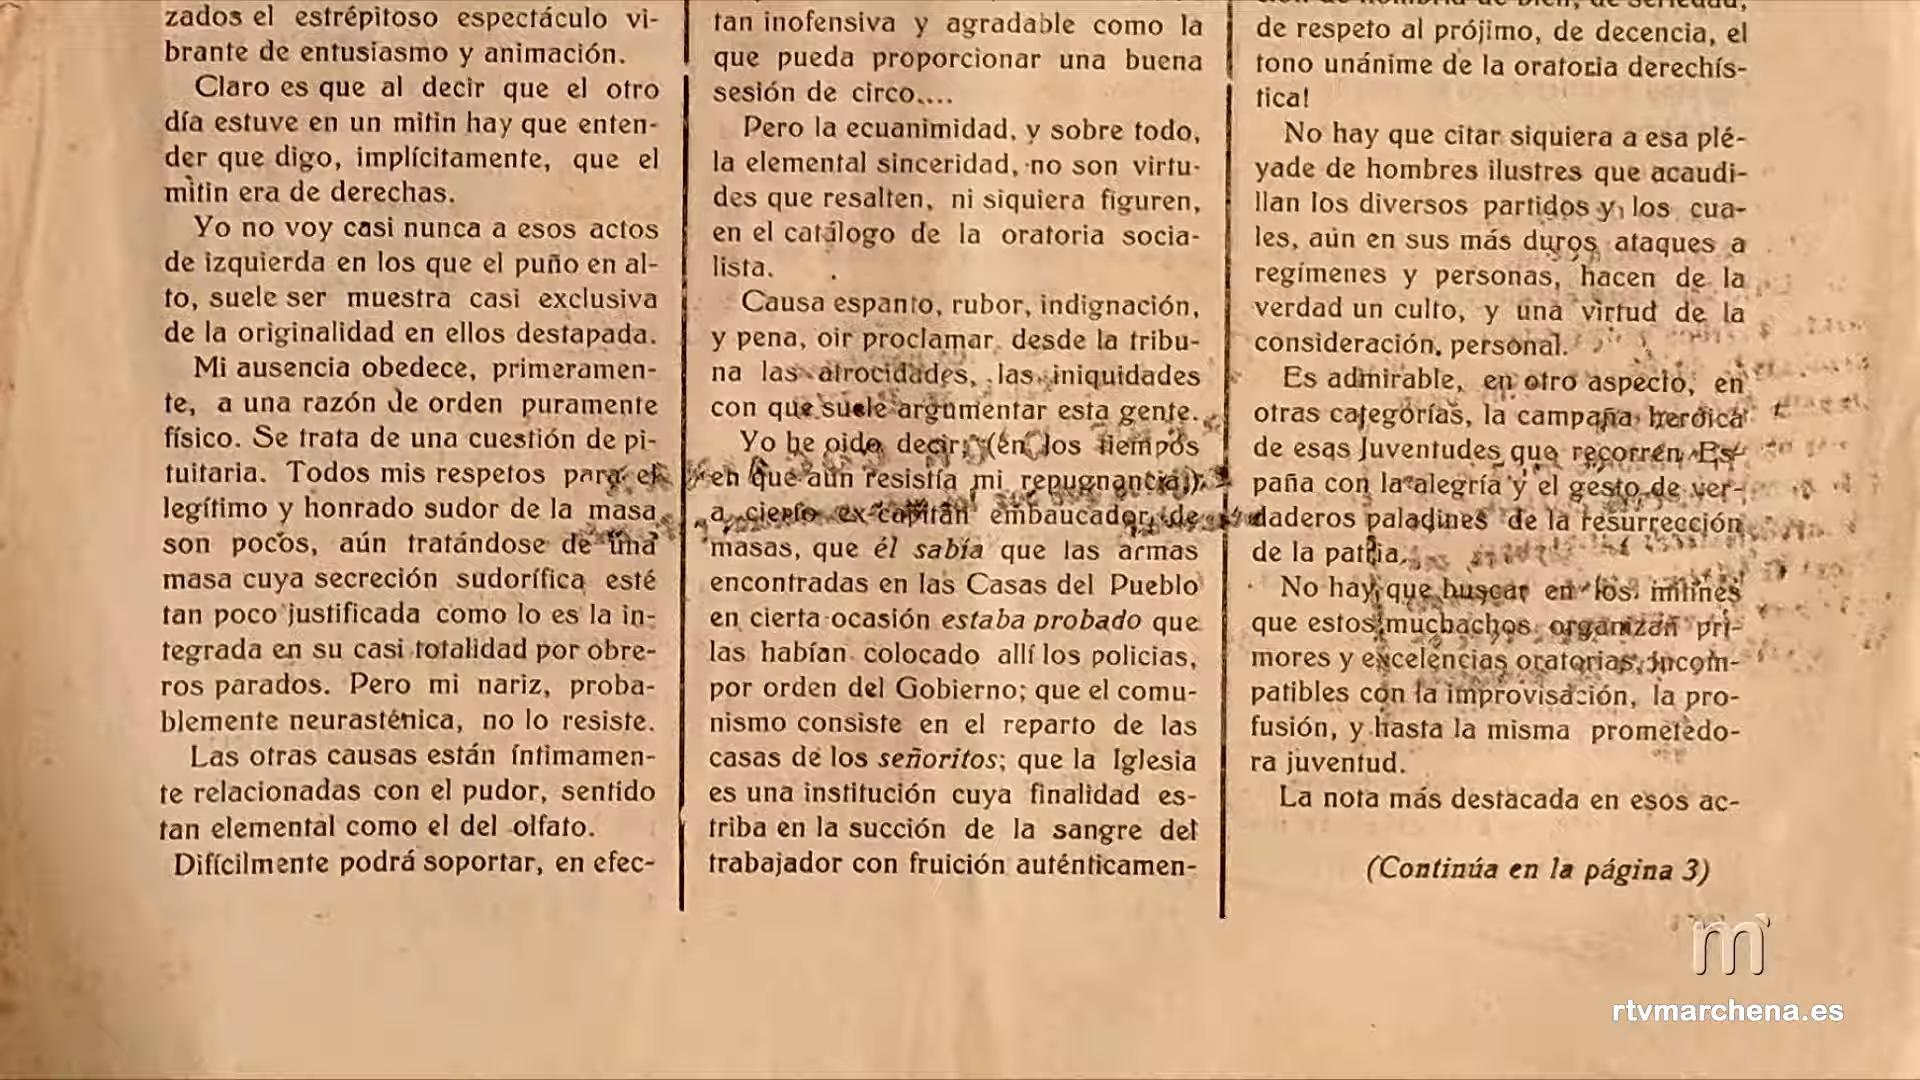 zados el estrépitoso espectáculo vi-
brante de entusiasmo y animación.
Claro es que al decir que el otro
día estuve en un mitin hay que enten-
der que digo, implícitamente, que el
mitin era de derechas.
Yo no voy casi nunca a esos actos
de izquierda en los que el puño en al-
to, suele ser muestra casi exclusiva
de la originalidad en ellos destapada.
Mi ausencia obedece, primeramen-
te, a una razón de orden puramente
físico. Se trata de una cuestión de pi-
tuitaria. Todos mis respetos para el
legítimo y honrado sudor de la masa
son pocos, aún tratándose de una
masa cuya secreción sudorífica esté
tan poco justificada como lo es la in-
tegrada en su casi totalidad por obre-
ros parados. Pero mi nariz, proba-
blemente neurasténica, no lo resiste.
Las otras causas están íntimamen-
te relacionadas con el pudor, sentido
tan elemental como el del olfato.
Difícilmente podrá soportar, en efec-
tan inofensiva y agradable como la
que pueda proporcionar una buena
sesión de circo....
Pero la ecuanimidad, y sobre todo,
la elemental sinceridad, no son virtu-
des que resalten, ni siquiera figuren,
en el catálogo de la oratoria socia-
lista.
Causa espanto, rubor, indignación,
y pena, oir proclamar desde la tribu-
na las atrocidades, las iniquidades
con que suele argumentar esta gente.
Yo he oido decir, (en los tiempos
en que aún resistía mi repugnancia),
a cierto ex capitán embaucador de
masas, que él sabía que las armas
encontradas en las Casas del Pueblo
en cierta ocasión estaba probado que
las habían colocado allí los policias,
por orden del Gobierno; que el comu-
nismo consiste en el reparto de las
casas de los señoritos; que la Iglesia
es una institución cuya finalidad es-
triba en la succión de la sangre del
trabajador con fruición auténticamen-
de respeto al prójimo, de decencia, el
tono unánime de la oratoria derechís-
tica!
No hay que citar siquiera a esa plé-
yade de hombres ilustres que acaudi-
llan los diversos partidos y los cua-
les, aún en sus más duros ataques a
regímenes y personas, hacen de la
verdad un culto, y una virtud de la
consideración personal.
Es admirable, en otro aspecto, en
otras categorías, la campaña heróica
de esas Juventudes que recorren Es-
paña con la alegría y el gesto de ver-
daderos paladines de la resurrección
de la patria.
No hay que buscar en los mitines
que estos muchachos organizan pri-
mores y excelencias oratorias, incom-
patibles con la improvisación, la pro-
fusión, y hasta la misma prometedo-
ra juventud.
La nota más destacada en esos ac-
(Continúa en la página 3)
m
rtvmarchena.es